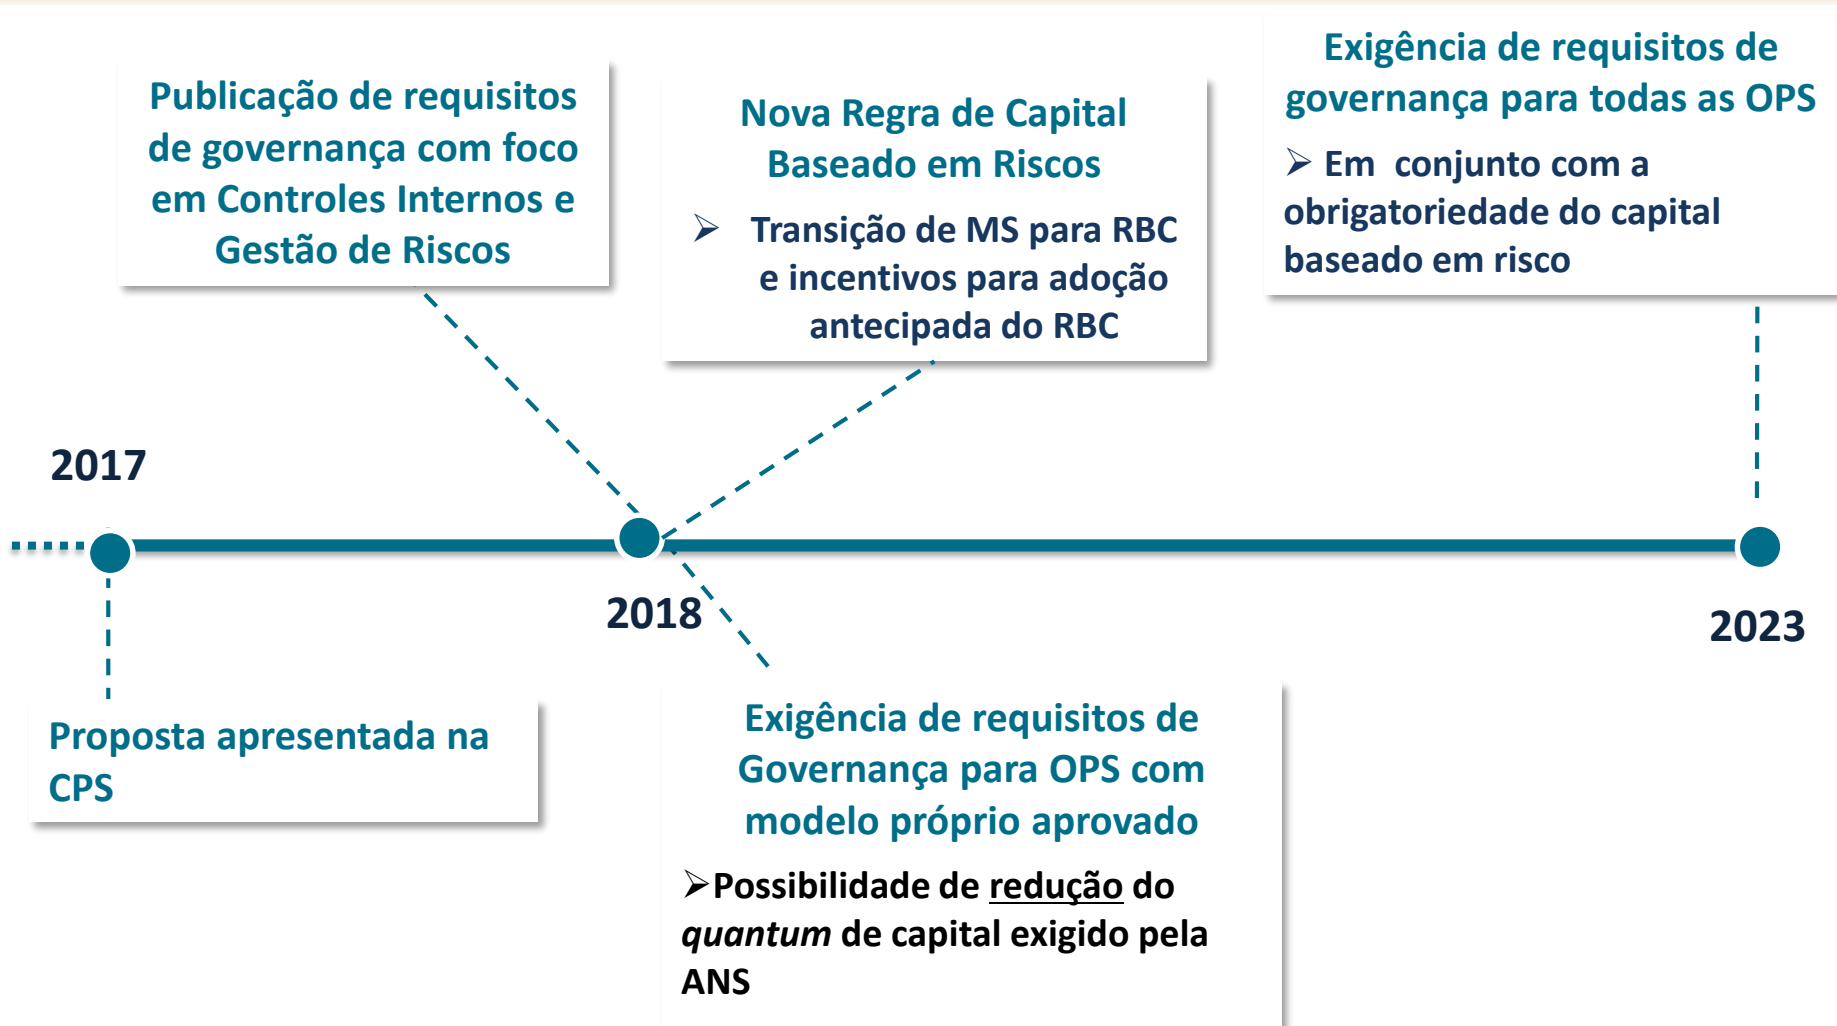 Publicação de requisitos
de governança com foco
em Controles Internos e
Gestão de Riscos
Nova Regra de Capital
Baseado em Riscos
➢ Transição de MS para RBC
e incentivos para adoção
antecipada do RBC
Exigência de requisitos de
governança para todas as OPS
➢ Em conjunto com a
obrigatoriedade do capital
baseado em risco
2017
2018
2023
Proposta apresentada na
CPS
Exigência de requisitos de
Governança para OPS com
modelo próprio aprovado
➢Possibilidade de redução do
quantum de capital exigido pela
ANS